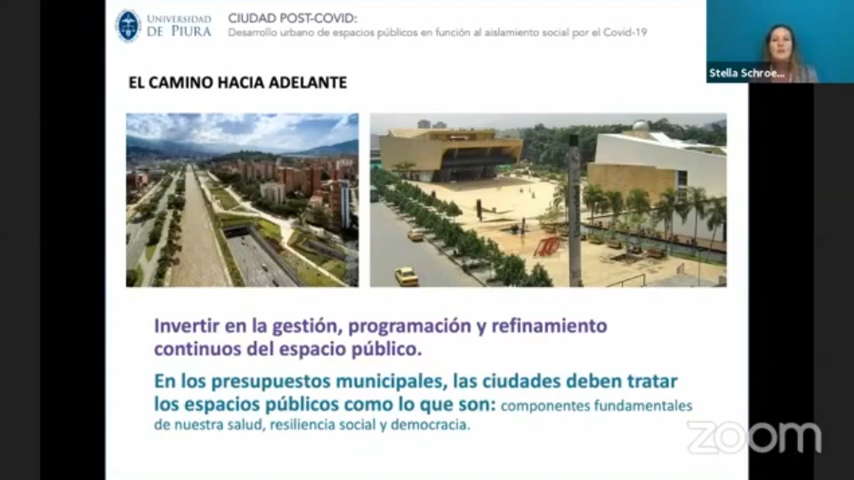 UNIVERSIDAD
DE PIURA
CIUDAD POST-COVID:
Desarrollo urbano de espacios públicos en función al aislamiento social por el Covid-19
Stella Schroe...
EL CAMINO HACIA ADELANTE
Invertir en la gestión, programación y refinamiento
continuos del espacio público.
En los presupuestos municipales, las ciudades deben tratar
los espacios públicos como lo que son: componentes fundamentales
de nuestra salud, resiliencia social y democracia.
zoom